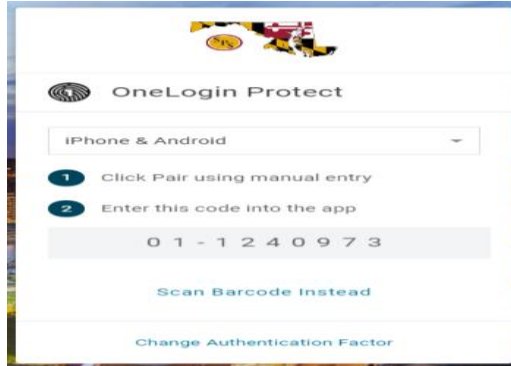 SPS
OneLogin Protect
iPhone & Android
1 Click Pair using manual entry
2 Enter this code into the app
01-1240973
Scan Barcode Instead
Change Authentication Factor